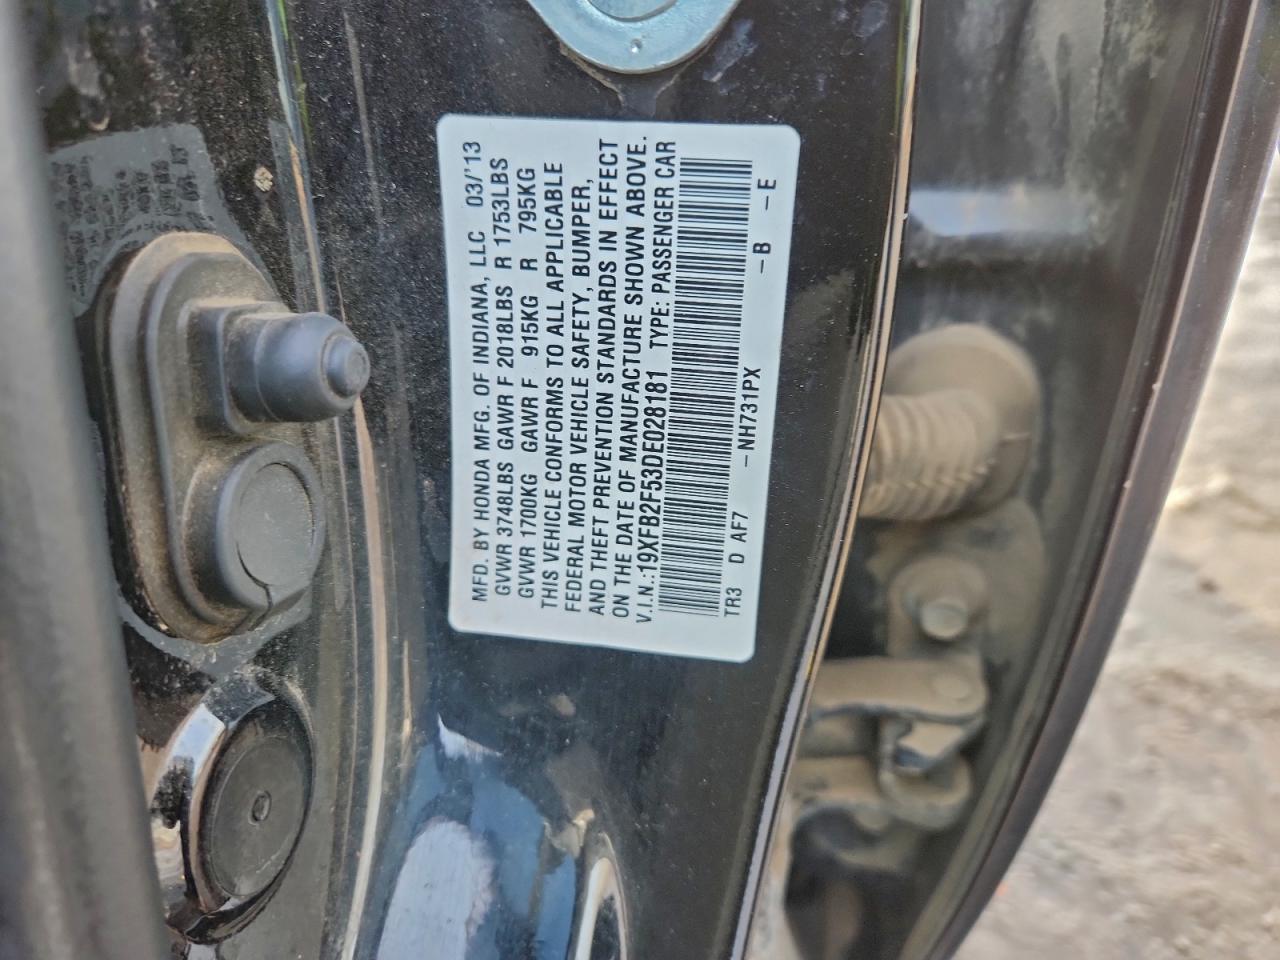 MFD. BY HONDA MFG. OF INDIANA, LLC 03/'13
GVWR 3748LBS GAWR F 2018LBS R 1753LBS
GVWR 1700KG GAWR F 915KG R 795KG
THIS VEHICLE CONFORMS TO ALL APPLICABLE
FEDERAL MOTOR VEHICLE SAFETY, BUMPER,
AND THEFT PREVENTION STANDARDS IN EFFECT
ON THE DATE OF MANUFACTURE SHOWN ABOVE.
V.I.N.:19XFB2F53DE028181 TYPE: PASSENGER CAR
TR3 D AF7 – NH731PX – B – E